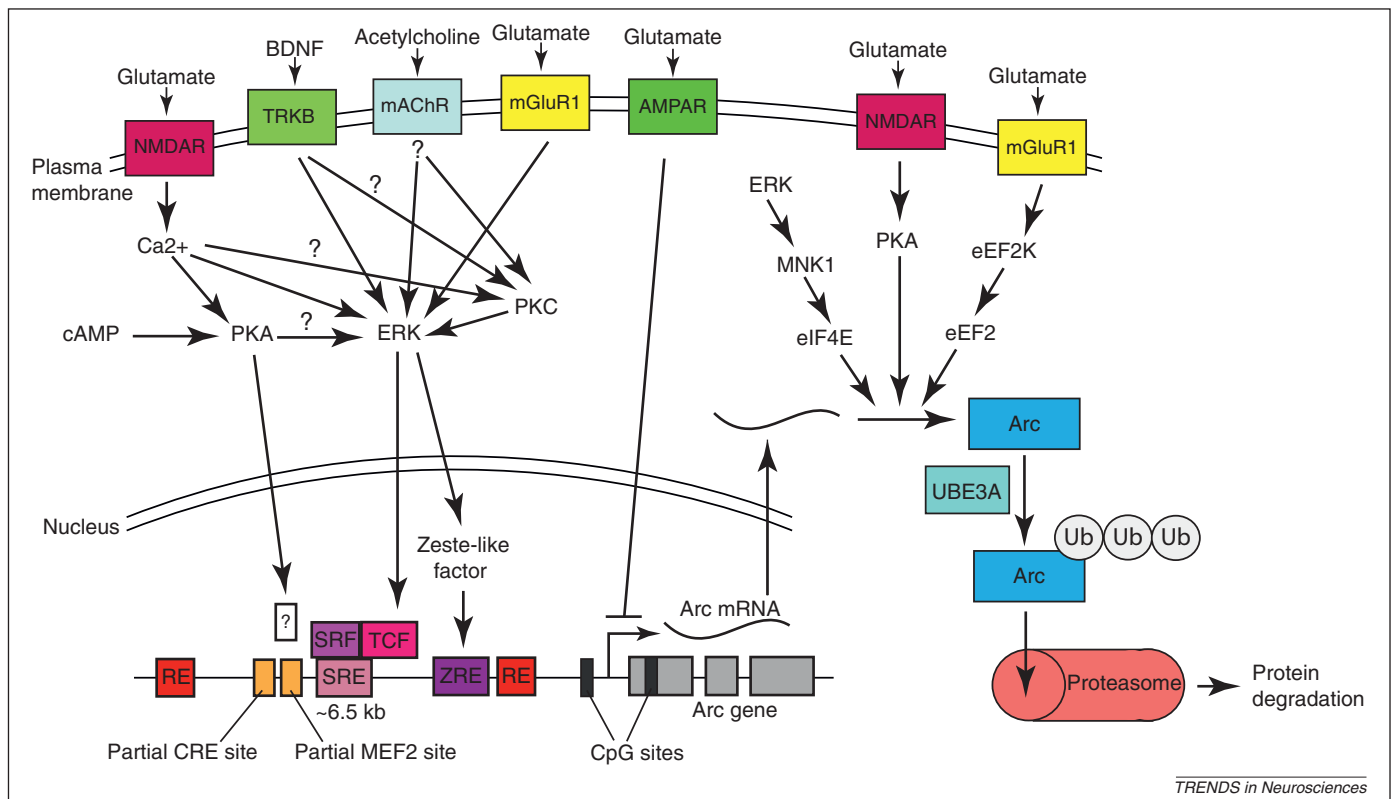 Glutamate
BDNF
Acetylcholine
Glutamate
Glutamate
Glutamate
Glutamate
NMDAR
TRKB
mAChR
mGluR1
AMPAR
NMDAR
mGluR1
Plasma
membrane
?
?
?
?
Ca2+
cAMP
PKA
ERK
PKC
ERK
MNK1
eIF4E
PKA
eEF2K
eEF2
Arc
UBE3A
Ub
Ub
Ub
Arc
Nucleus
Zeste-like
factor
?
SRF
TCF
Arc mRNA
RE
SRE
ZRE
RE
~6.5 kb
Arc gene
Partial CRE site
Partial MEF2 site
CpG sites
Proteasome
Protein
degradation
TRENDS in Neurosciences